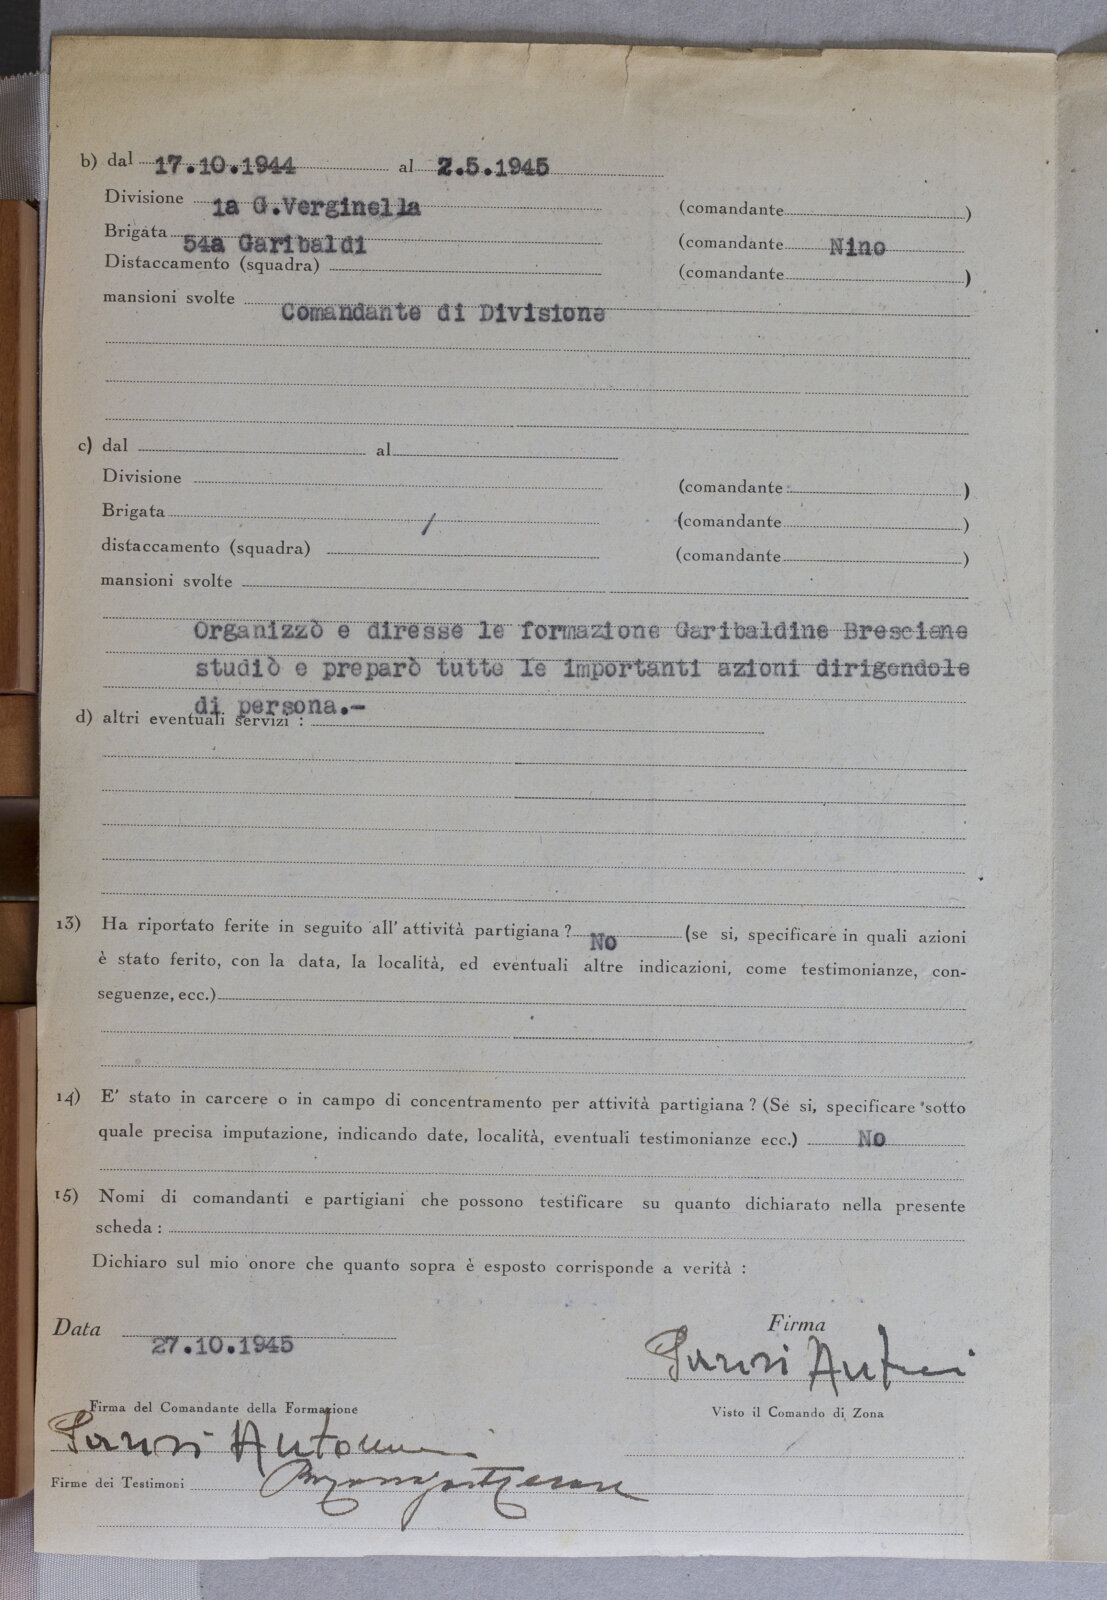 b) dal 17.10.1944 al 2.5.1945
Divisione 1a G.Verginella (comandante )
Brigata 54a Garibaldi (comandante Nino
Distaccamento (squadra) (comandante )
mansioni svolte Comandante di Divisione
c) dal al
Divisione (comandante )
Brigata / (comandante )
distaccamento (squadra) (comandante )
mansioni svolte
Organizzò e diresse le formazione Garibaldine Bresciane
studiò e preparò tutte le importanti azioni dirigendole
di persona.-
d) altri eventuali servizi :
13) Ha riportato ferite in seguito all' attività partigiana ? No (se si, specificare in quali azioni
è stato ferito, con la data, la località, ed eventuali altre indicazioni, come testimonianze, con-
seguenze, ecc.)
14) E' stato in carcere o in campo di concentramento per attività partigiana ? (Se si, specificare sotto
quale precisa imputazione, indicando date, località, eventuali testimonianze ecc.) No
15) Nomi di comandanti e partigiani che possono testificare su quanto dichiarato nella presente
scheda :
Dichiaro sul mio onore che quanto sopra è esposto corrisponde a verità :
Data 27.10.1945
Firma
Firma del Comandante della Formazione
Visto il Comando di Zona
Firme dei Testimoni